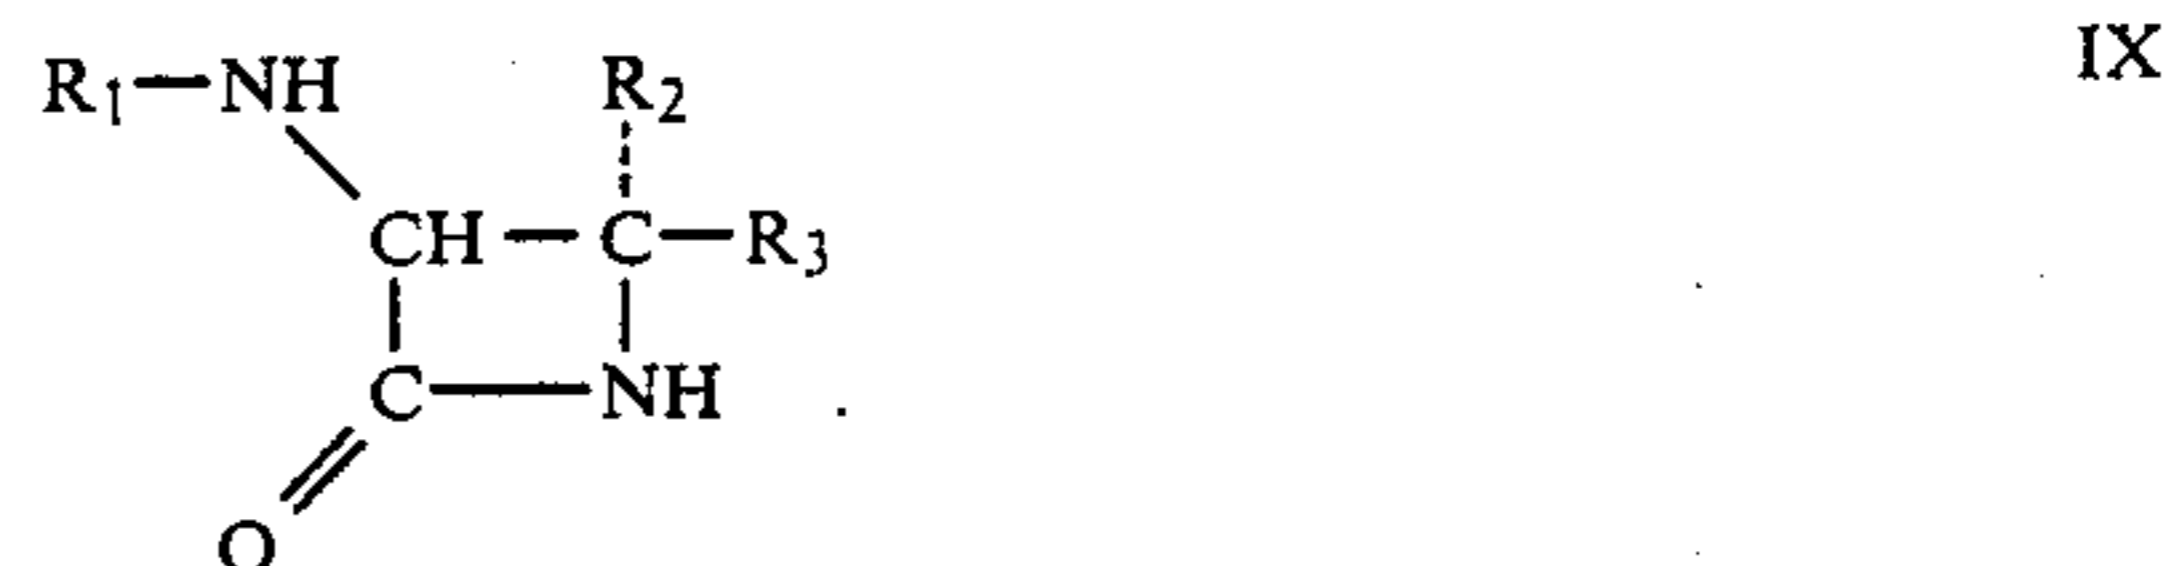 R₁—NH R₂ IX
CH—C—R₃
C—NH .
O